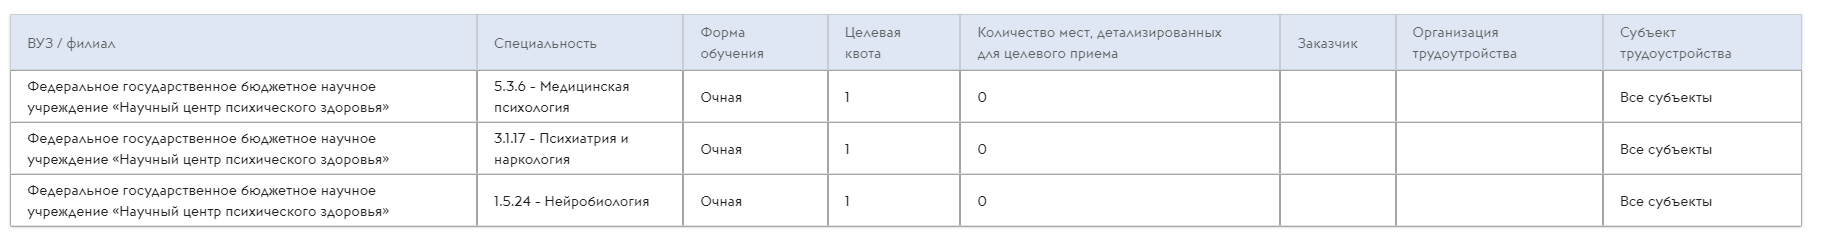 ВУЗ / филиал
Специальность
Форма
обучения
Целевая
квота
Количество мест, детализированных
для целевого приема
Заказчик
Организация
трудоутройства
Субъект
трудоустройства
Федеральное государственное бюджетное научное
учреждение «Научный центр психического здоровья»
5.3.6 - Медицинская
психология
Очная
1
0
Все субъекты
Федеральное государственное бюджетное научное
учреждение «Научный центр психического здоровья»
3.1.17 - Психиатрия и
наркология
Очная
1
0
Все субъекты
Федеральное государственное бюджетное научное
учреждение «Научный центр психического здоровья»
1.5.24 - Нейробиология
Очная
1
0
Все субъекты